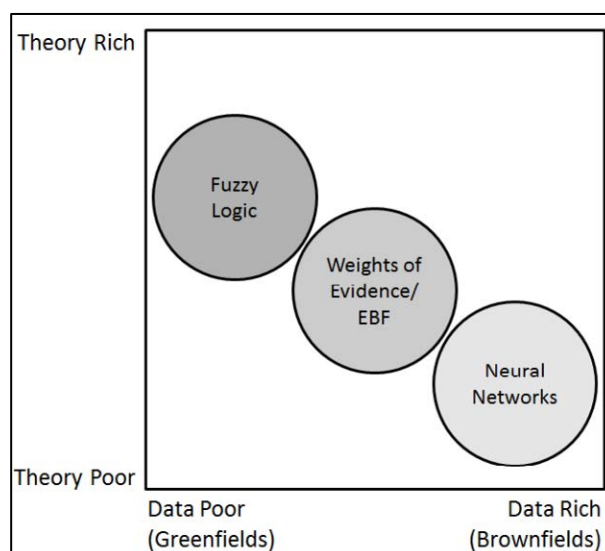 Theory Rich
Fuzzy
Logic
Weights of
Evidence/
EBF
Neural
Networks
Theory Poor
Data Poor
(Greenfields)
Data Rich
(Brownfields)